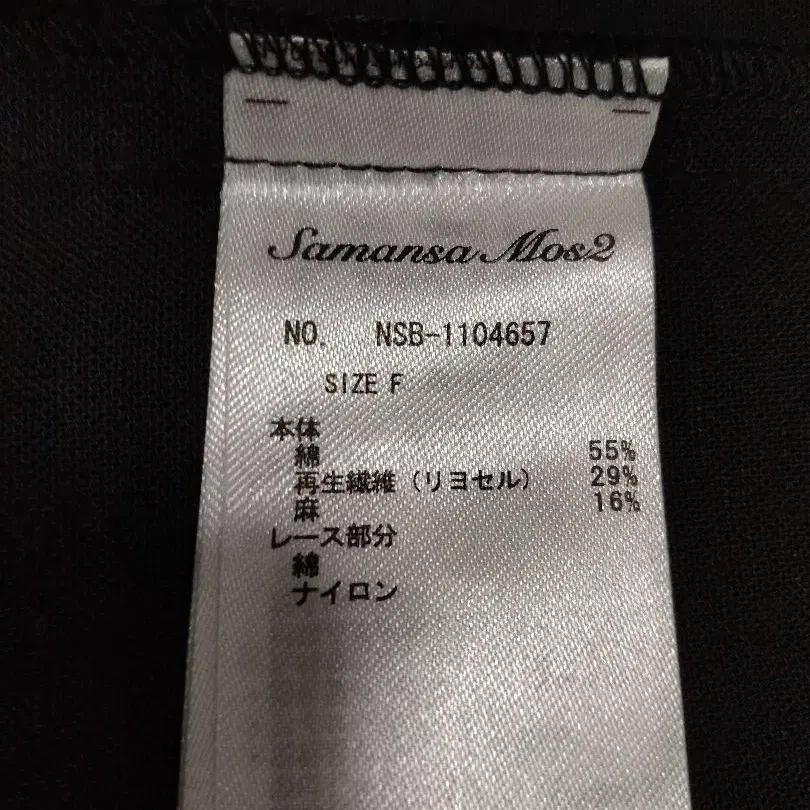 Samansa Mos2
NO. NSB-1104657
SIZE F
本体
綿 55%
再生繊維 (リヨセル) 29%
麻 16%
レース部分
綿
ナイロン